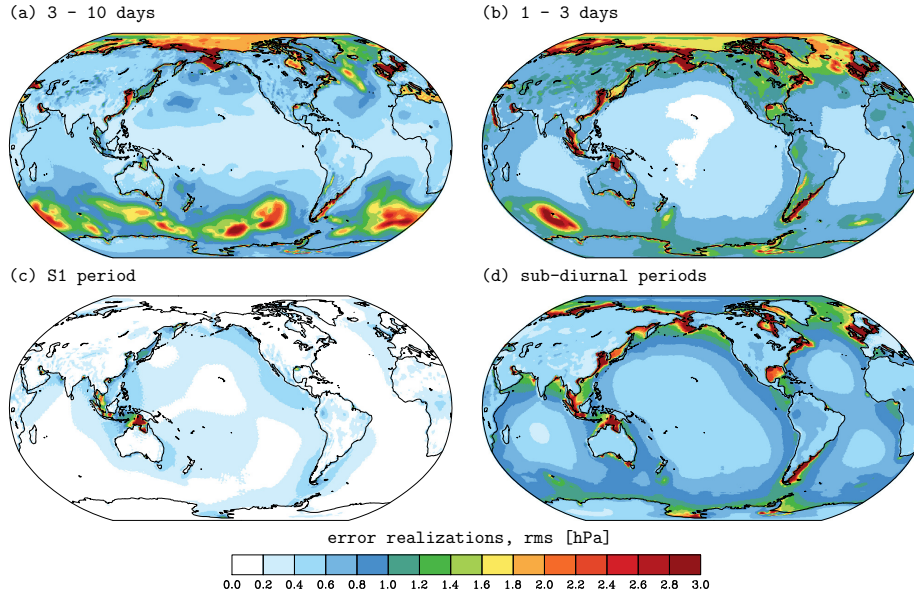 (a) 3 - 10 days
(b) 1 - 3 days
(c) S1 period
(d) sub-diurnal periods
error realizations, rms [hPa]
0.0 0.2 0.4 0.6 0.8 1.0 1.2 1.4 1.6 1.8 2.0 2.2 2.4 2.6 2.8 3.0